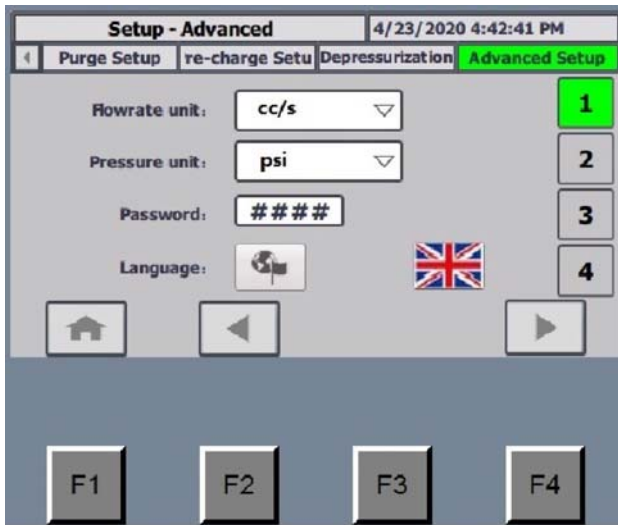 Setup - Advanced 4/23/2020 4:42:41 PM
Purge Setup re-charge Setu Depressurization Advanced Setup
Flowrate unit: cc/s 1
Pressure unit: psi 2
Password: #### 3
Language: 4
F1 F2 F3 F4